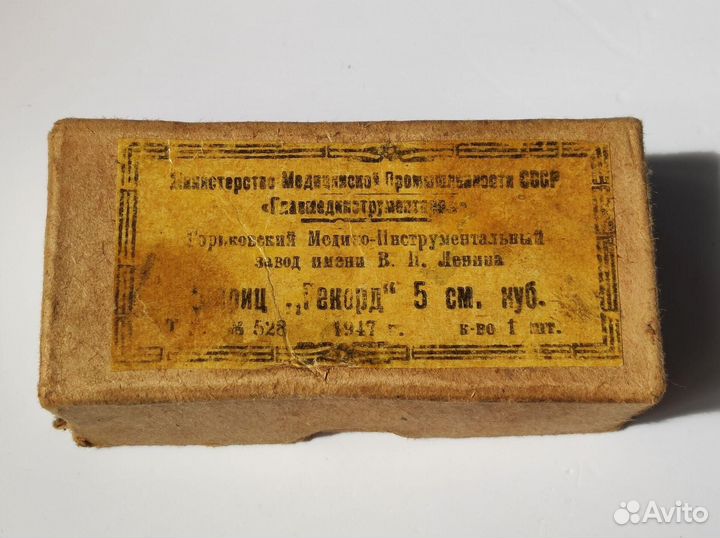 Министерство Медицинской Промышленности СССР
«Главмединструментпром»
Горьковский Медико-Инструментальный
завод имени В. И. Ленина
„Рекорд“ 5 см. куб.
№ 528 1947 г. к-во 1 шт.
Avito